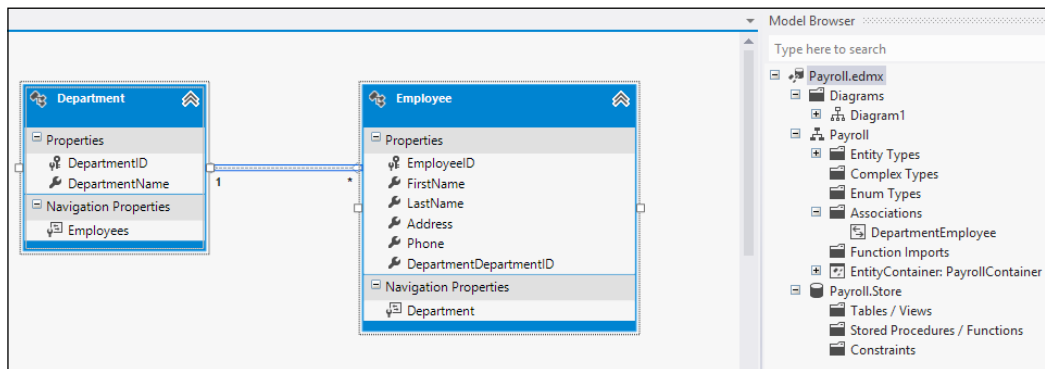 Department
Properties
DepartmentID
DepartmentName
Navigation Properties
Employees
1
*
Employee
Properties
EmployeeID
FirstName
LastName
Address
Phone
DepartmentDepartmentID
Navigation Properties
Department
Model Browser
Type here to search
Payroll.edmx
Diagrams
Diagram1
Payroll
Entity Types
Complex Types
Enum Types
Associations
DepartmentEmployee
Function Imports
EntityContainer: PayrollContainer
Payroll.Store
Tables / Views
Stored Procedures / Functions
Constraints